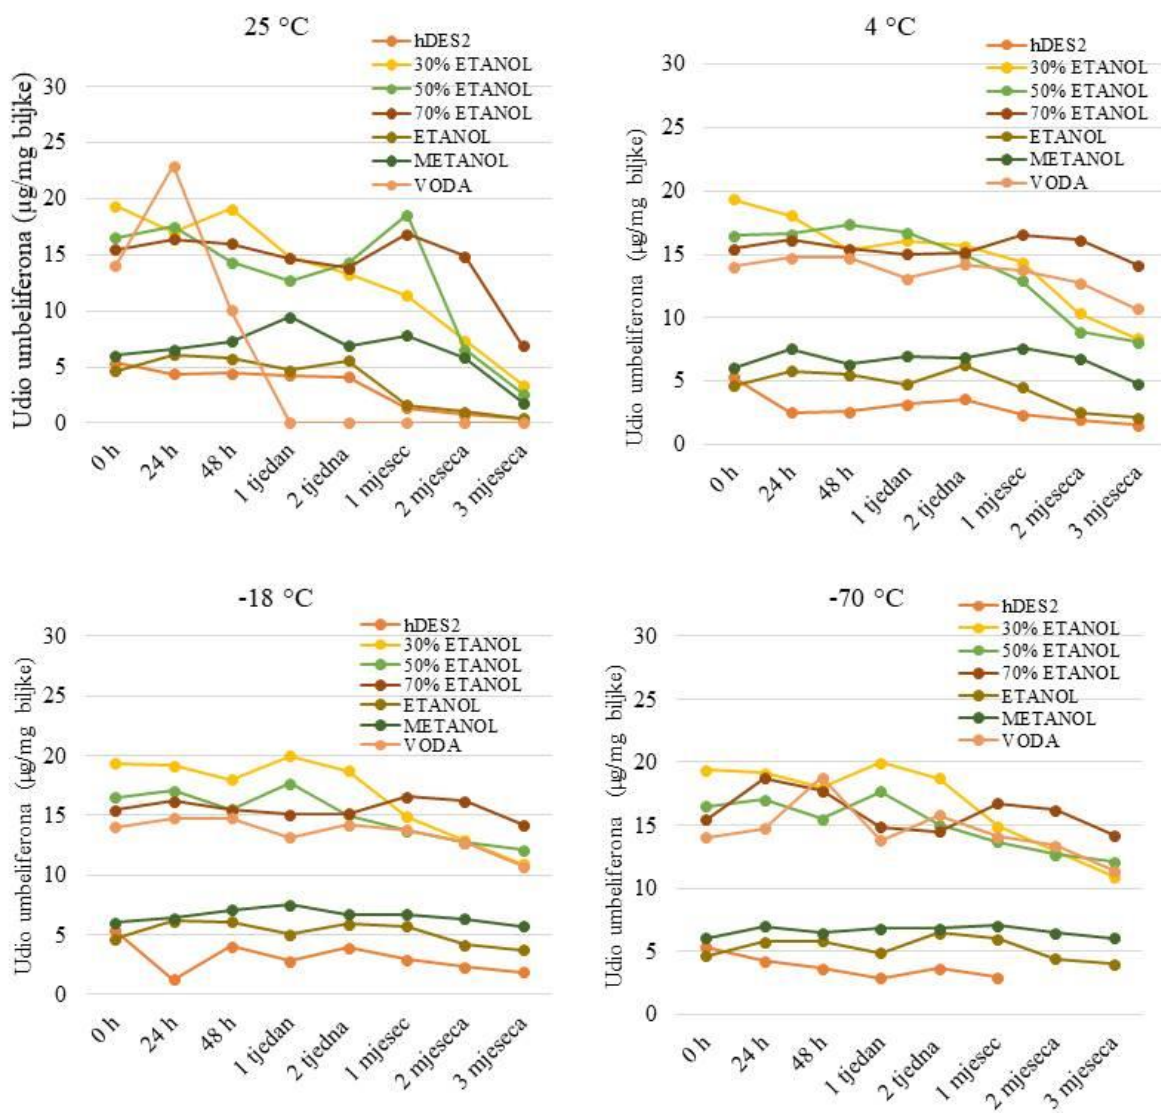 25 °C
hDES2
30% ETANOL
50% ETANOL
70% ETANOL
ETANOL
METANOL
VODA
Udio umbeliferona (µg/mg biljke)
30
25
20
15
10
5
0
0 h
24 h
48 h
1 tjedan
2 tjedna
1 mjesec
2 mjeseca
3 mjeseca
4 °C
hDES2
30% ETANOL
50% ETANOL
70% ETANOL
ETANOL
METANOL
VODA
Udio umbeliferona (µg/mg biljke)
30
25
20
15
10
5
0
0 h
24 h
48 h
1 tjedan
2 tjedna
1 mjesec
2 mjeseca
3 mjeseca
-18 °C
hDES2
30% ETANOL
50% ETANOL
70% ETANOL
ETANOL
METANOL
VODA
Udio umbeliferona (µg/mg biljke)
30
25
20
15
10
5
0
0 h
24 h
48 h
1 tjedan
2 tjedna
1 mjesec
2 mjeseca
3 mjeseca
-70 °C
hDES2
30% ETANOL
50% ETANOL
70% ETANOL
ETANOL
METANOL
VODA
Udio umbeliferona (µg/mg biljke)
30
25
20
15
10
5
0
0 h
24 h
48 h
1 tjedan
2 tjedna
1 mjesec
2 mjeseca
3 mjeseca